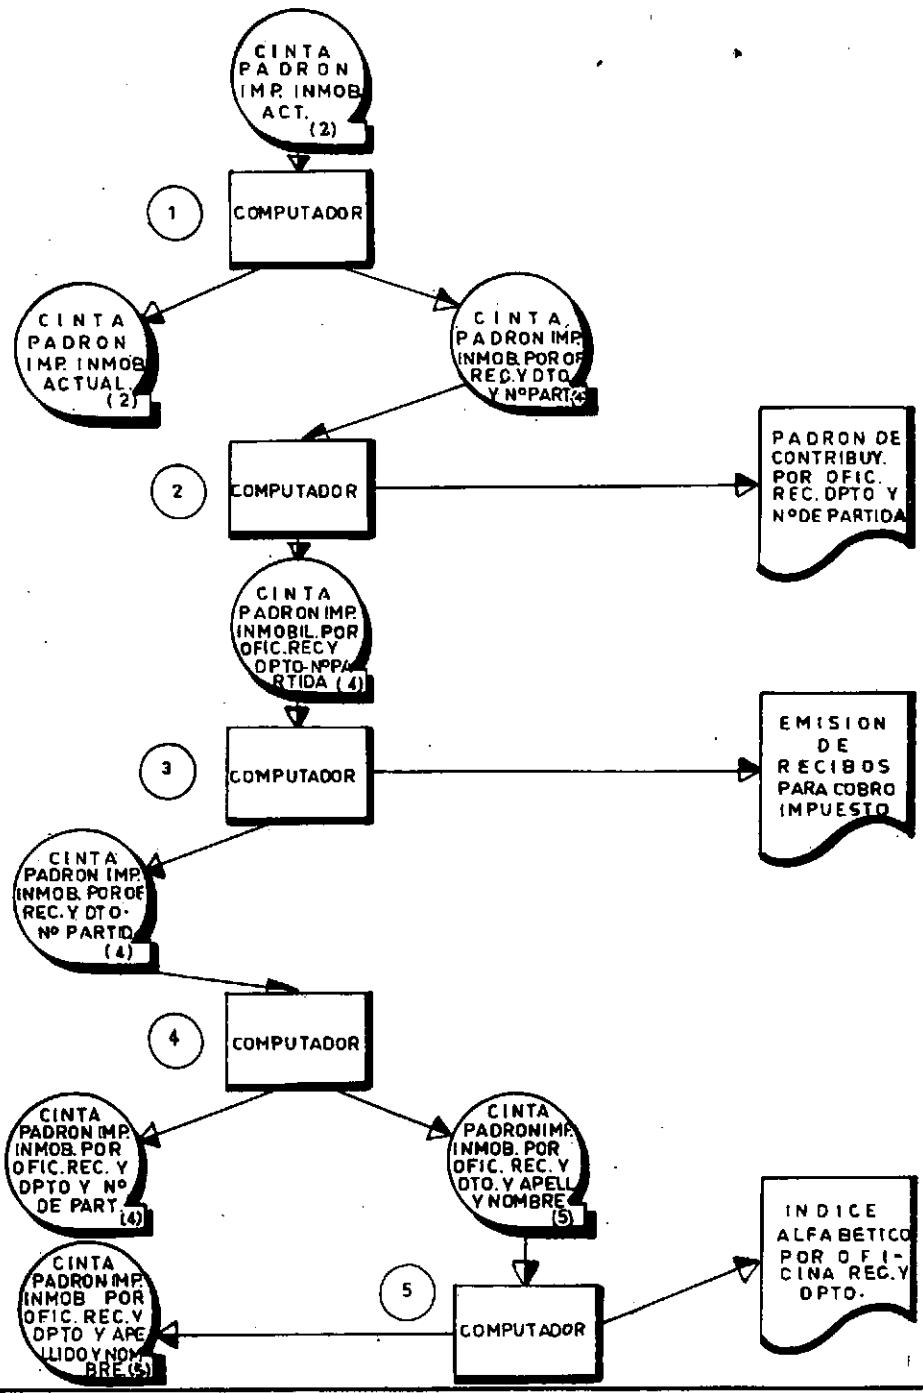 CINTA
PADRON
IMP. INMOB
ACT.
(2)
1
COMPUTADOR
CINTA
PADRON
IMP. INMOB
ACTUAL.
(2)
CINTA
PADRON IMP.
INMOB. POR OF
REC. Y DTO
Y NºPART.
2
COMPUTADOR
PADRON DE
CONTRIBUY.
POR OFIC.
REC. DPTO Y
NºDE PARTIDA
CINTA
PADRON IMP.
INMOBIL. POR
OFIC. REC Y
DPTO-NºPA
RTIDA (4)
3
COMPUTADOR
EMISION
DE
RECIBOS
PARA COBRO
IMPUESTO
CINTA
PADRON IMP.
INMOB. POR OF
REC. Y DTO.
Nº PARTID.
(4)
4
COMPUTADOR
CINTA
PADRON IMP.
INMOB. POR
OFIC. REC. Y
DPTO Y Nº
DE PART.
(4)
CINTA
PADRON IMP.
INMOB. POR
OFIC. REC. Y
DTO. Y APELL
Y NOMBRE
(5)
CINTA
PADRON IMP.
INMOB POR
OFIC. REC. Y
DPTO Y APE
LLIDO Y NOM
BRE (5)
5
COMPUTADOR
INDICE
ALFABÉTICO
POR OFI-
CINA REC. Y
DPTO.